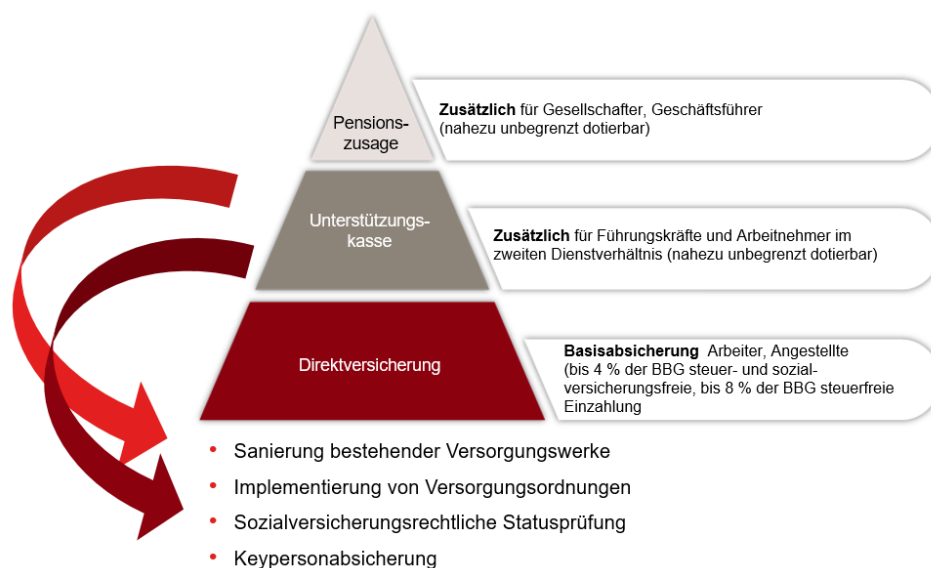 Pensions-
zusage
Zusätzlich für Gesellschafter, Geschäftsführer
(nahezu unbegrenzt dotierbar)
Unterstützungs-
kasse
Zusätzlich für Führungskräfte und Arbeitnehmer im
zweiten Dienstverhältnis (nahezu unbegrenzt dotierbar)
Direktversicherung
Basisabsicherung Arbeiter, Angestellte
(bis 4 % der BBG steuer- und sozial-
versicherungsfreie, bis 8 % der BBG steuerfreie
Einzahlung
• Sanierung bestehender Versorgungswerke
• Implementierung von Versorgungsordnungen
• Sozialversicherungsrechtliche Statusprüfung
• Keypersonabsicherung